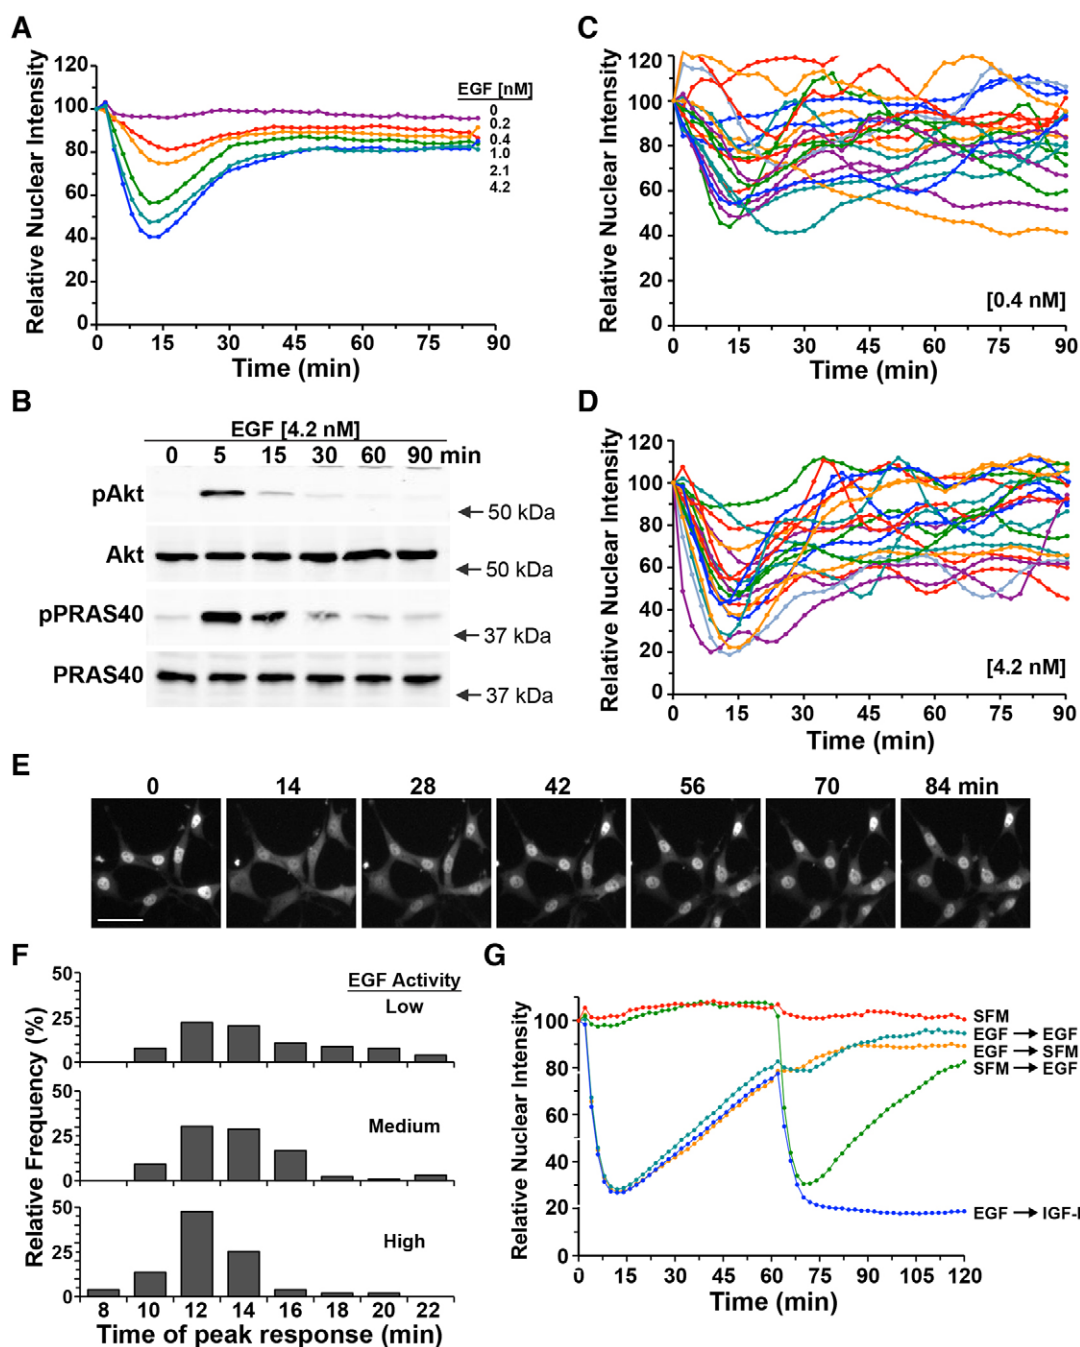 A
Relative Nuclear Intensity
120
100
80
60
40
20
0
0 15 30 45 60 75 90
Time (min)
EGF [nM]
0
0.2
0.4
1.0
2.1
4.2
C
Relative Nuclear Intensity
120
100
80
60
40
20
0
[0.4 nM]
0 15 30 45 60 75 90
Time (min)
B
EGF [4.2 nM]
0 5 15 30 60 90 min
pAkt
50 kDa
Akt
50 kDa
pPRAS40
37 kDa
PRAS40
37 kDa
D
Relative Nuclear Intensity
120
100
80
60
40
20
0
[4.2 nM]
0 15 30 45 60 75 90
Time (min)
E
0 14 28 42 56 70 84 min
F
Relative Frequency (%)
EGF Activity
50
25
0
Low
50
25
0
Medium
50
25
0
High
8 10 12 14 16 18 20 22
Time of peak response (min)
G
Relative Nuclear Intensity
100
80
60
40
20
0
SFM
EGF → EGF
EGF → SFM
SFM → EGF
EGF → IGF-I
0 15 30 45 60 75 90 105 120
Time (min)